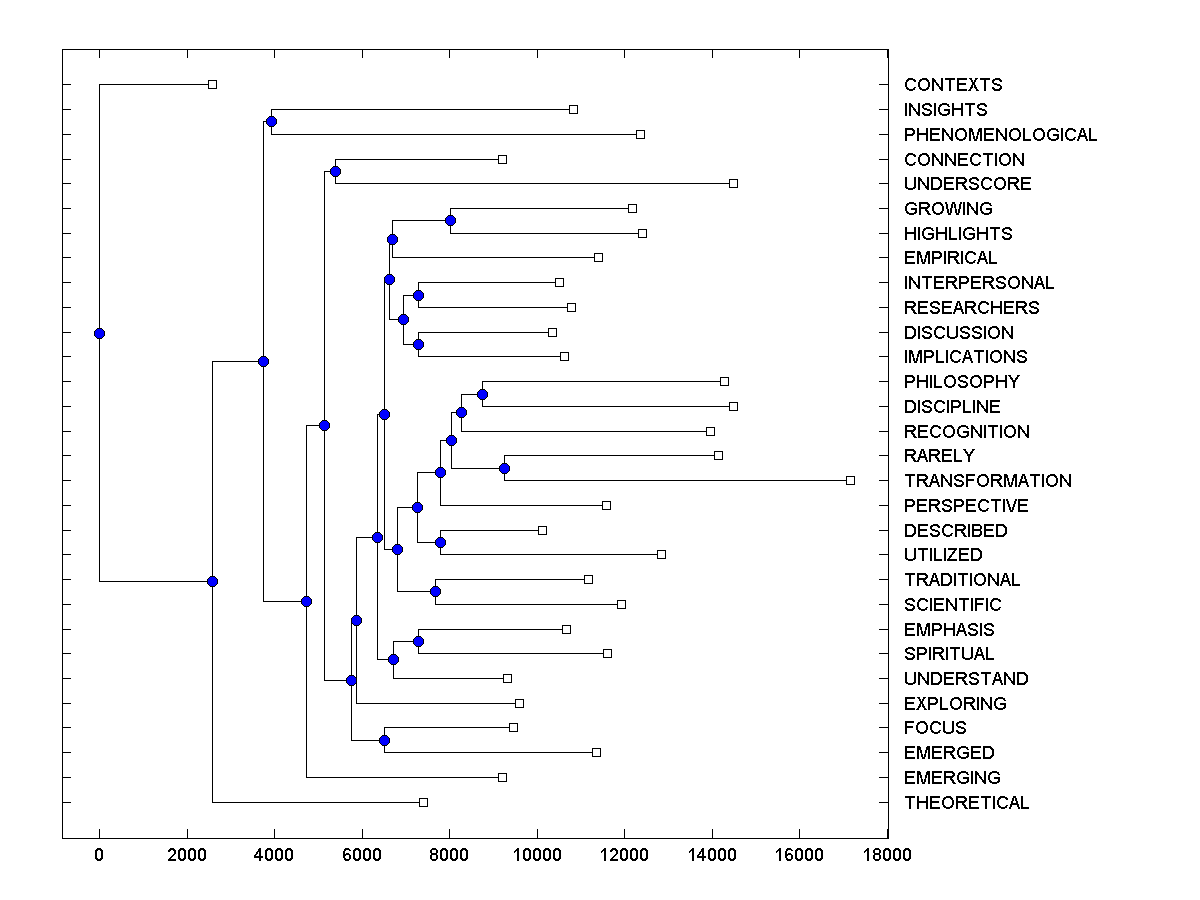 CONTEXTS
INSIGHTS
PHENOMENOLOGICAL
CONNECTION
UNDERSCORE
GROWING
HIGHLIGHTS
EMPIRICAL
INTERPERSONAL
RESEARCHERS
DISCUSSION
IMPLICATIONS
PHILOSOPHY
DISCIPLINE
RECOGNITION
RARELY
TRANSFORMATION
PERSPECTIVE
DESCRIBED
UTILIZED
TRADITIONAL
SCIENTIFIC
EMPHASIS
SPIRITUAL
UNDERSTAND
EXPLORING
FOCUS
EMERGED
EMERGING
THEORETICAL
0 2000 4000 6000 8000 10000 12000 14000 16000 18000